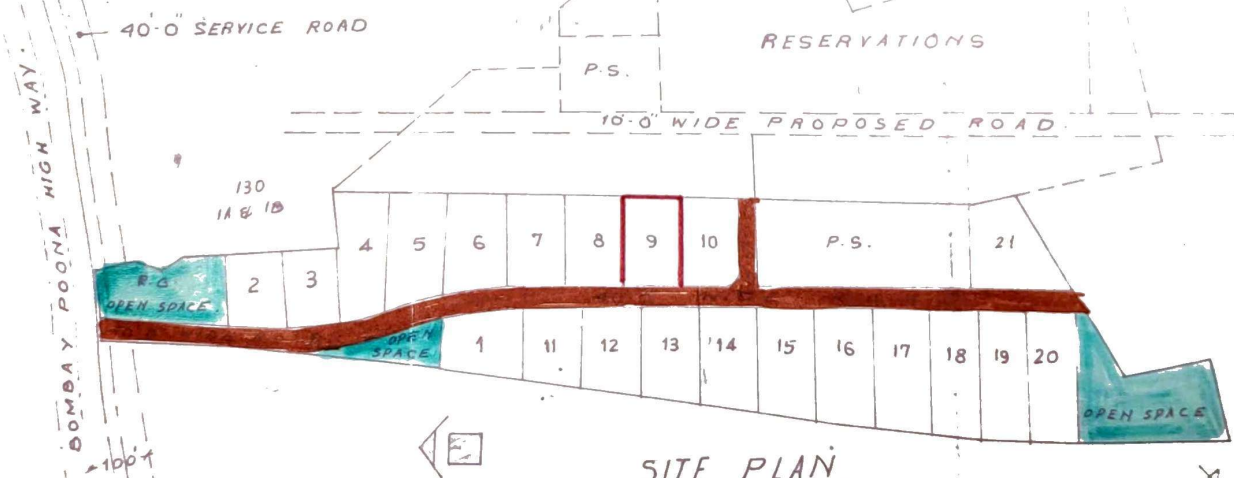 40'-0" SERVICE ROAD
RESERVATIONS
P.S.
10'-0" WIDE PROPOSED ROAD.
BOMBAY POONA HIGH WAY.
130
1A & 1B
4 5 6 7 8 9 10 P.S. 21
R.G
OPEN SPACE
2 3
OPEN
SPACE
1 11 12 13 14 15 16 17 18 19 20
OPEN SPACE
100'
SITE PLAN